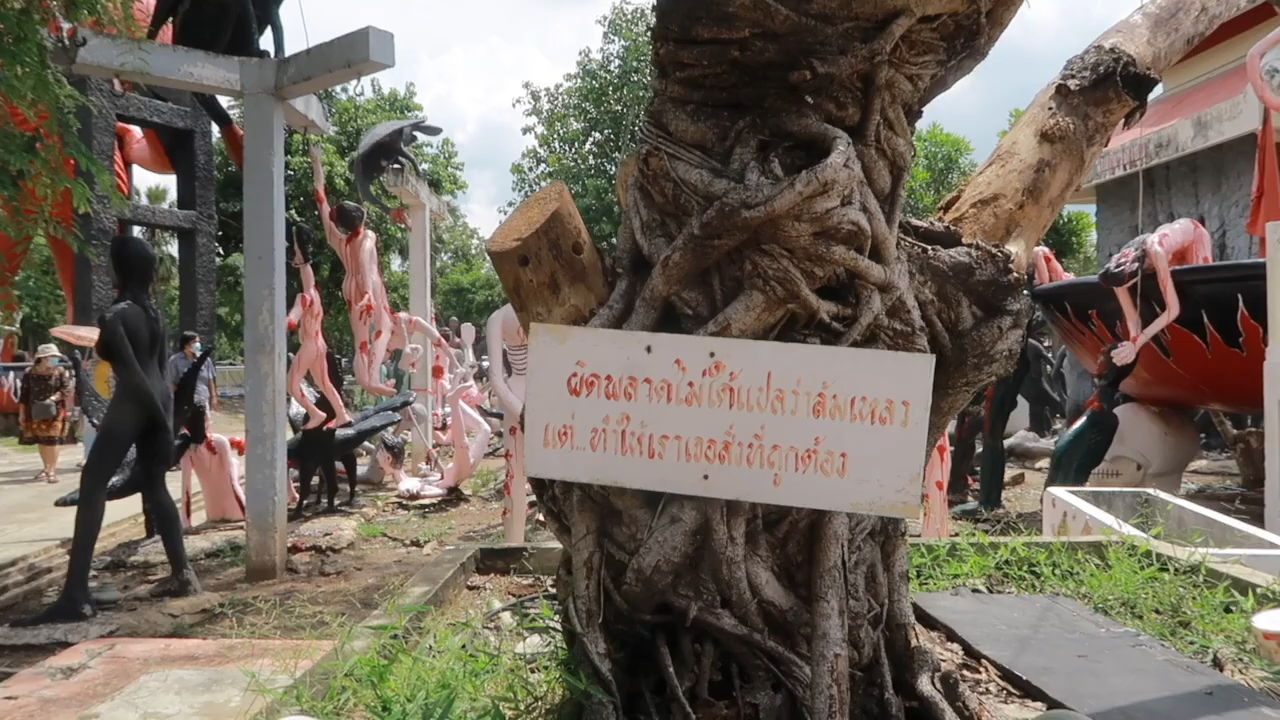 ผิดพลาดไม่ได้แปลว่าล้มเหลว
แต่...ทำให้เราเจอสิ่งที่ถูกต้อง